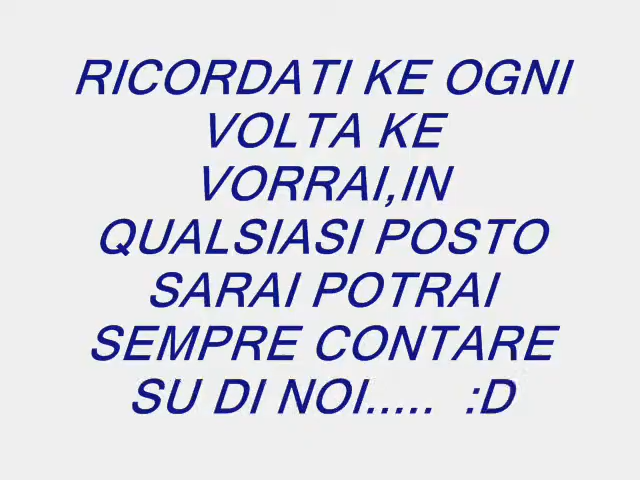 RICORDATI KE OGNI
VOLTA KE
VORRAI,IN
QUALSIASI POSTO
SARAI POTRAI
SEMPRE CONTARE
SU DI NOI..... :D